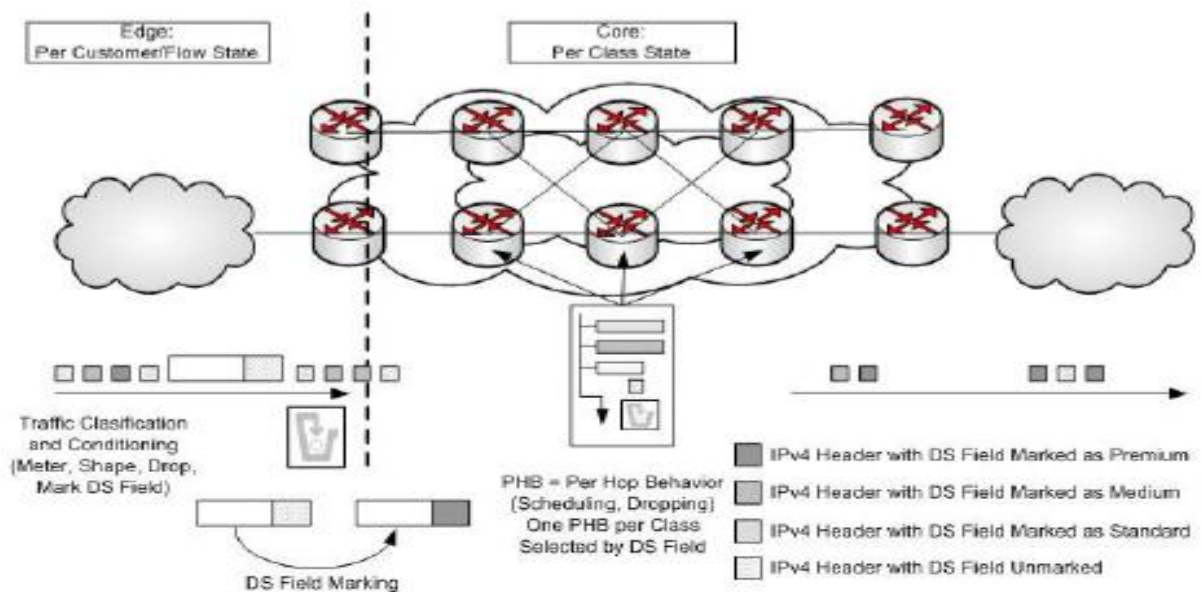 Edge:
Per Customer/Flow State
Core:
Per Class State
Traffic Clasification
and Conditioning
(Meter, Shape, Drop,
Mark DS Field)
DS Field Marking
PHB = Per Hop Behavior
(Scheduling, Dropping)
One PHB per Class
Selected by DS Field
IPv4 Header with DS Field Marked as Premium
IPv4 Header with DS Field Marked as Medium
IPv4 Header with DS Field Marked as Standard
IPv4 Header with DS Field Unmarked